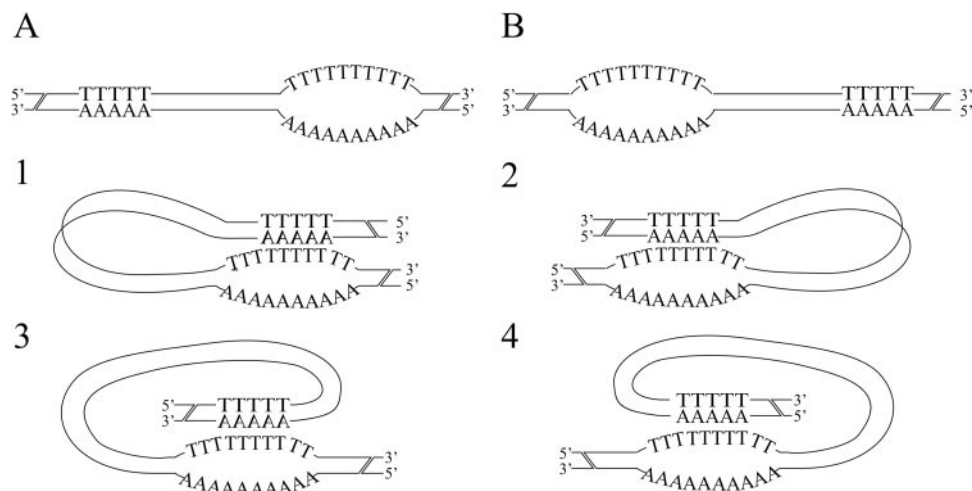 A
TTTTTTTTTT
5’ TTTTT 3’
3’ AAAAA 5’
AAAAAAAAAA
B
TTTTTTTTTT
5’ TTTTT 3’
3’ AAAAA 5’
AAAAAAAAAA
1
TTTTT 5’
AAAAA 3’
TTTTTTTTTT 3’
AAAAAAAAAA 5’
2
3’ TTTTT
5’ AAAAA
5’ TTTTTTTTTT
3’ AAAAAAAAAA
3
5’ TTTTT
3’ AAAAA
TTTTTTTTTT 3’
AAAAAAAAAA 5’
4
TTTTT 3’
AAAAA 5’
5’ TTTTTTTTTT
3’ AAAAAAAAAA